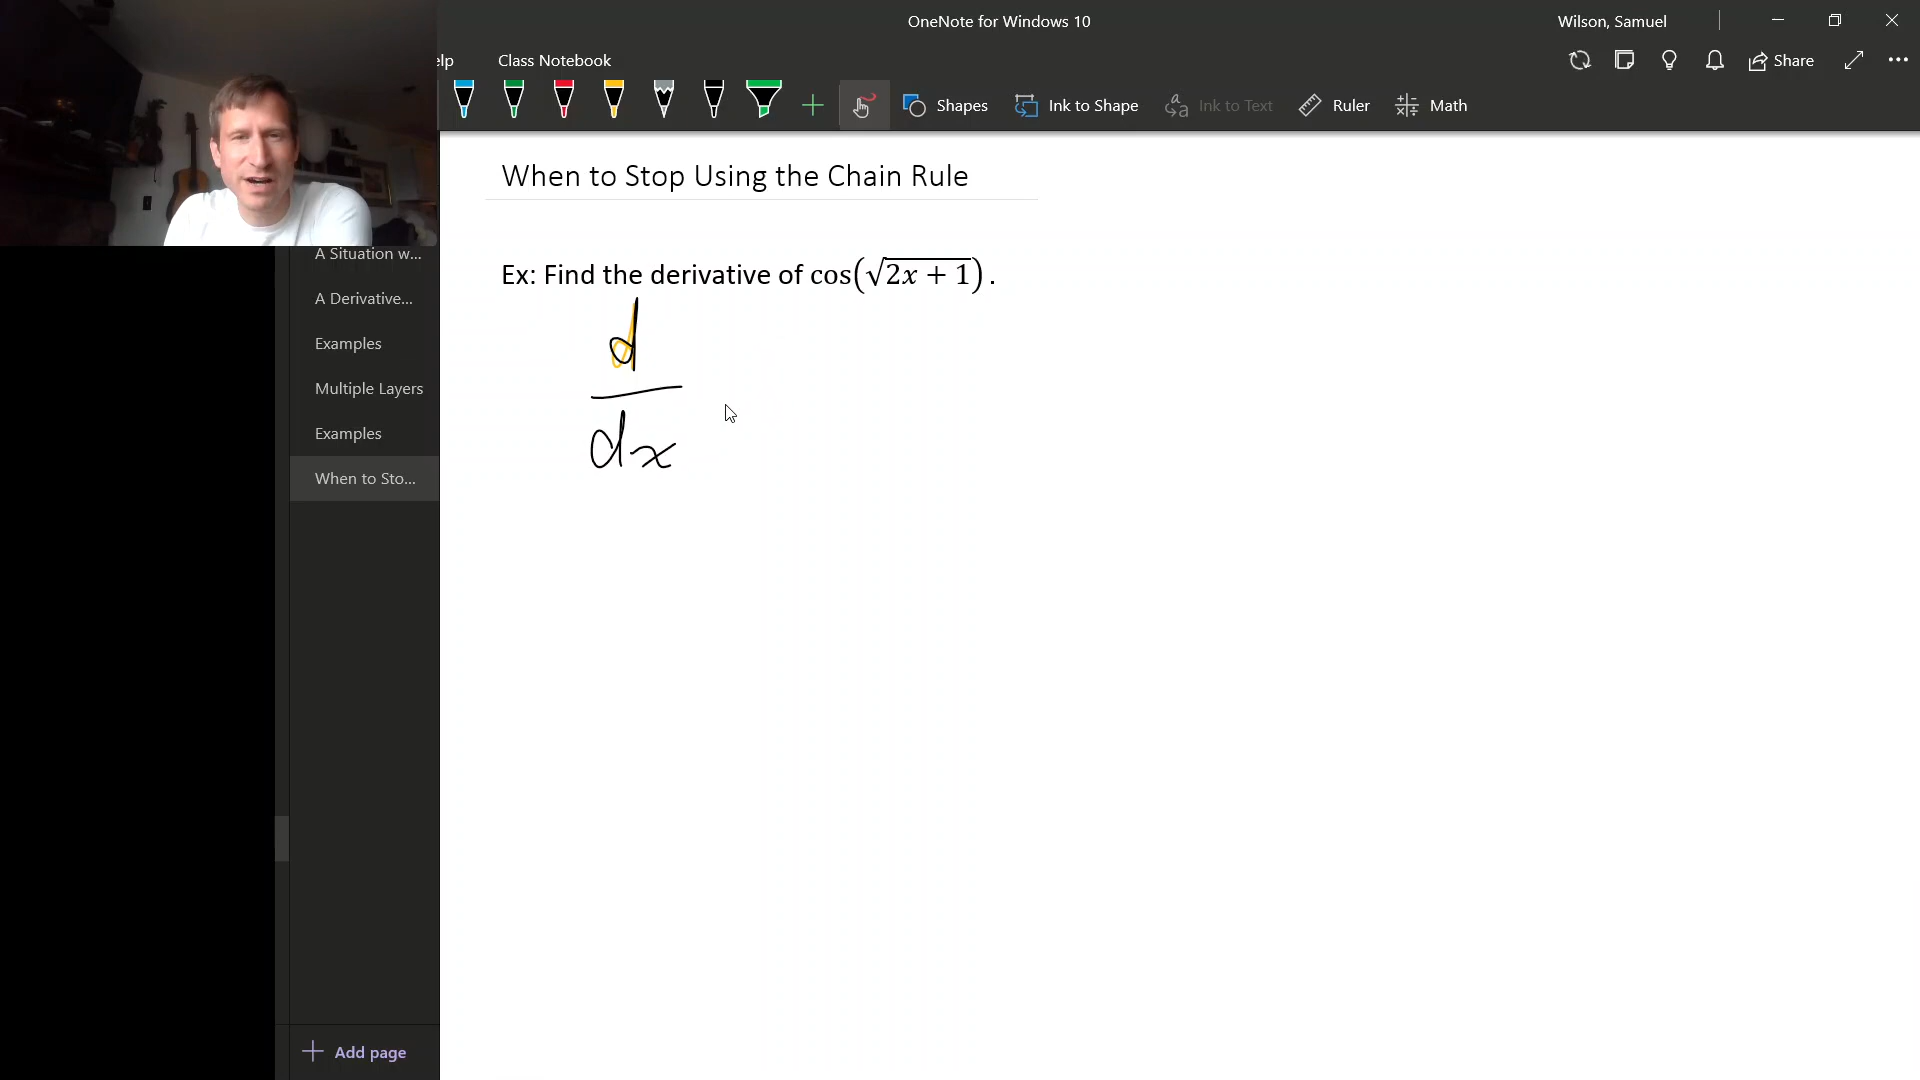 OneNote for Windows 10
Wilson, Samuel
elp Class Notebook
Share
Shapes Ink to Shape Ink to Text Ruler Math
When to Stop Using the Chain Rule
Ex: Find the derivative of cos(√2x + 1) .
d
dx
A Situation w...
A Derivative...
Examples
Multiple Layers
Examples
When to Sto...
Add page